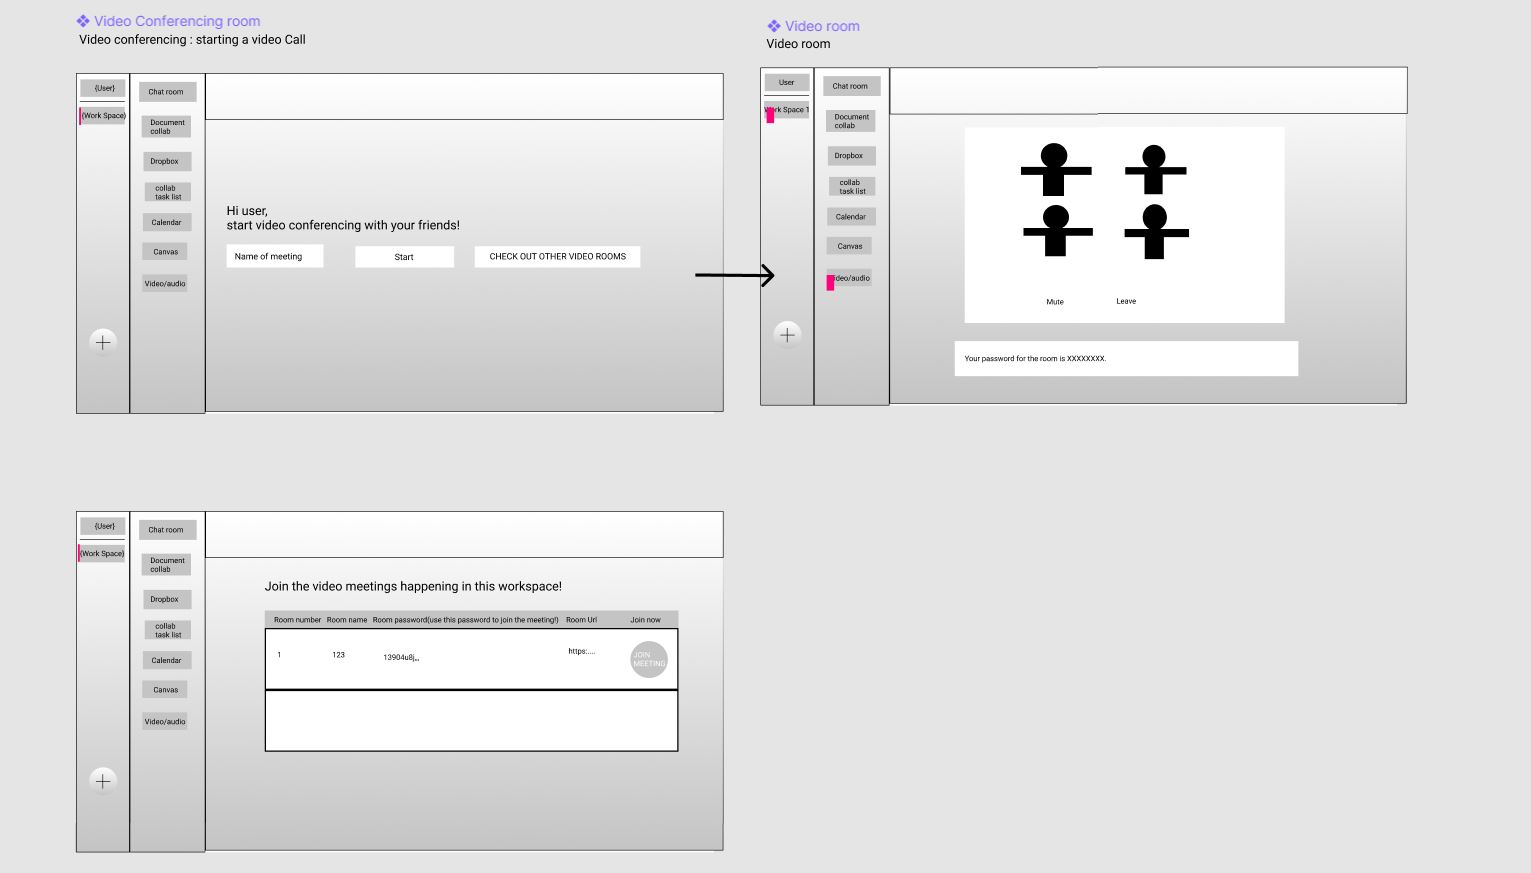 Video Conferencing room
Video conferencing : starting a video Call
{User}
{Work Space}
Chat room
Document
collab
Dropbox
collab
task list
Calendar
Canvas
Video/audio
Hi user,
start video conferencing with your friends!
Name of meeting
Start
CHECK OUT OTHER VIDEO ROOMS
Video room
Video room
User
Work Space 1
Chat room
Document
collab
Dropbox
collab
task list
Calendar
Canvas
Video/audio
Mute
Leave
Your password for the room is XXXXXXXX.
{User}
{Work Space}
Chat room
Document
collab
Dropbox
collab
task list
Calendar
Canvas
Video/audio
Join the video meetings happening in this workspace!
Room number Room name Room password(use this password to join the meeting!) Room Url Join now
1 123 13904u8j,,, https:....
JOIN
MEETING